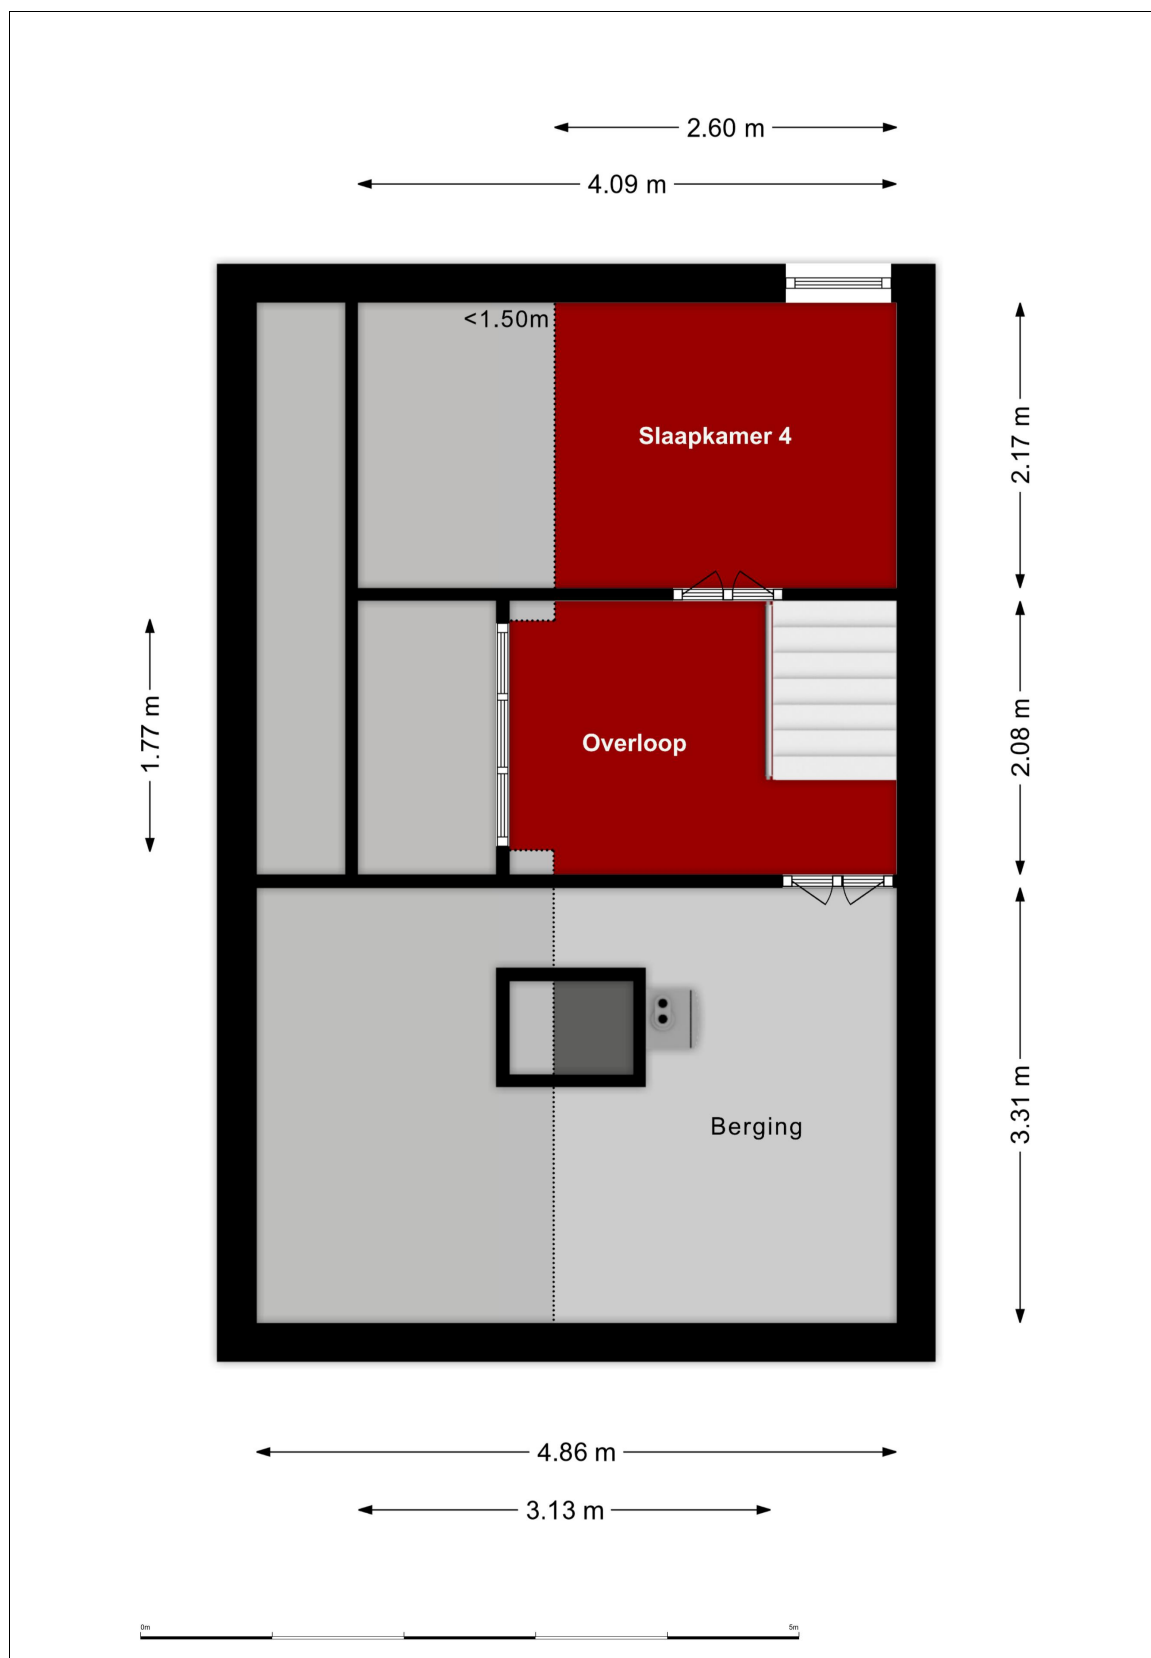 2.60 m
4.09 m
<1.50m
Slaapkamer 4
2.17 m
1.77 m
Overloop
2.08 m
Berging
3.31 m
4.86 m
3.13 m
0m
5m